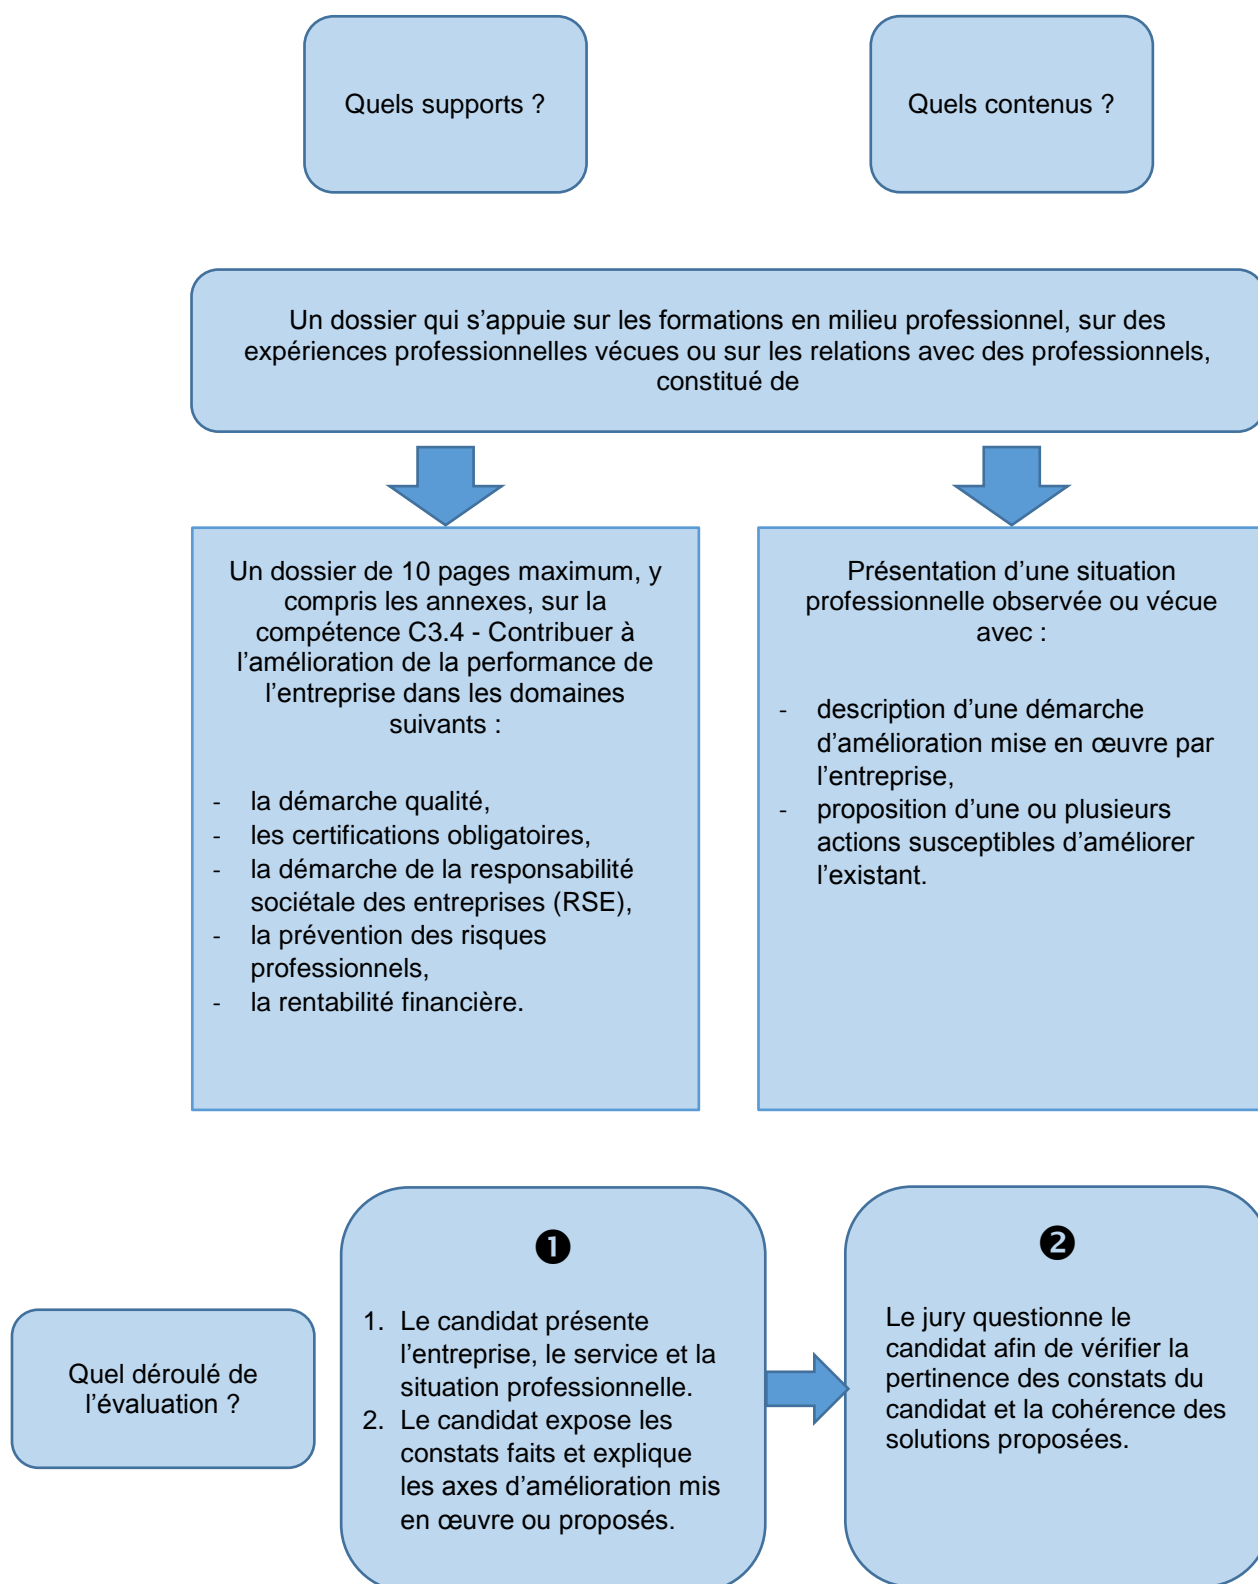 Quels supports ?
Quels contenus ?
Un dossier qui s’appuie sur les formations en milieu professionnel, sur des
expériences professionnelles vécues ou sur les relations avec des professionnels,
constitué de
Un dossier de 10 pages maximum, y
compris les annexes, sur la
compétence C3.4 - Contribuer à
l’amélioration de la performance de
l’entreprise dans les domaines
suivants :
- la démarche qualité,
- les certifications obligatoires,
- la démarche de la responsabilité
sociétale des entreprises (RSE),
- la prévention des risques
professionnels,
- la rentabilité financière.
Présentation d’une situation
professionnelle observée ou vécue
avec :
- description d’une démarche
d’amélioration mise en œuvre par
l’entreprise,
- proposition d’une ou plusieurs
actions susceptibles d’améliorer
l’existant.
Quel déroulé de
l’évaluation ?
❶
1. Le candidat présente
l’entreprise, le service et la
situation professionnelle.
2. Le candidat expose les
constats faits et explique
les axes d’amélioration mis
en œuvre ou proposés.
❷
Le jury questionne le
candidat afin de vérifier la
pertinence des constats du
candidat et la cohérence des
solutions proposées.